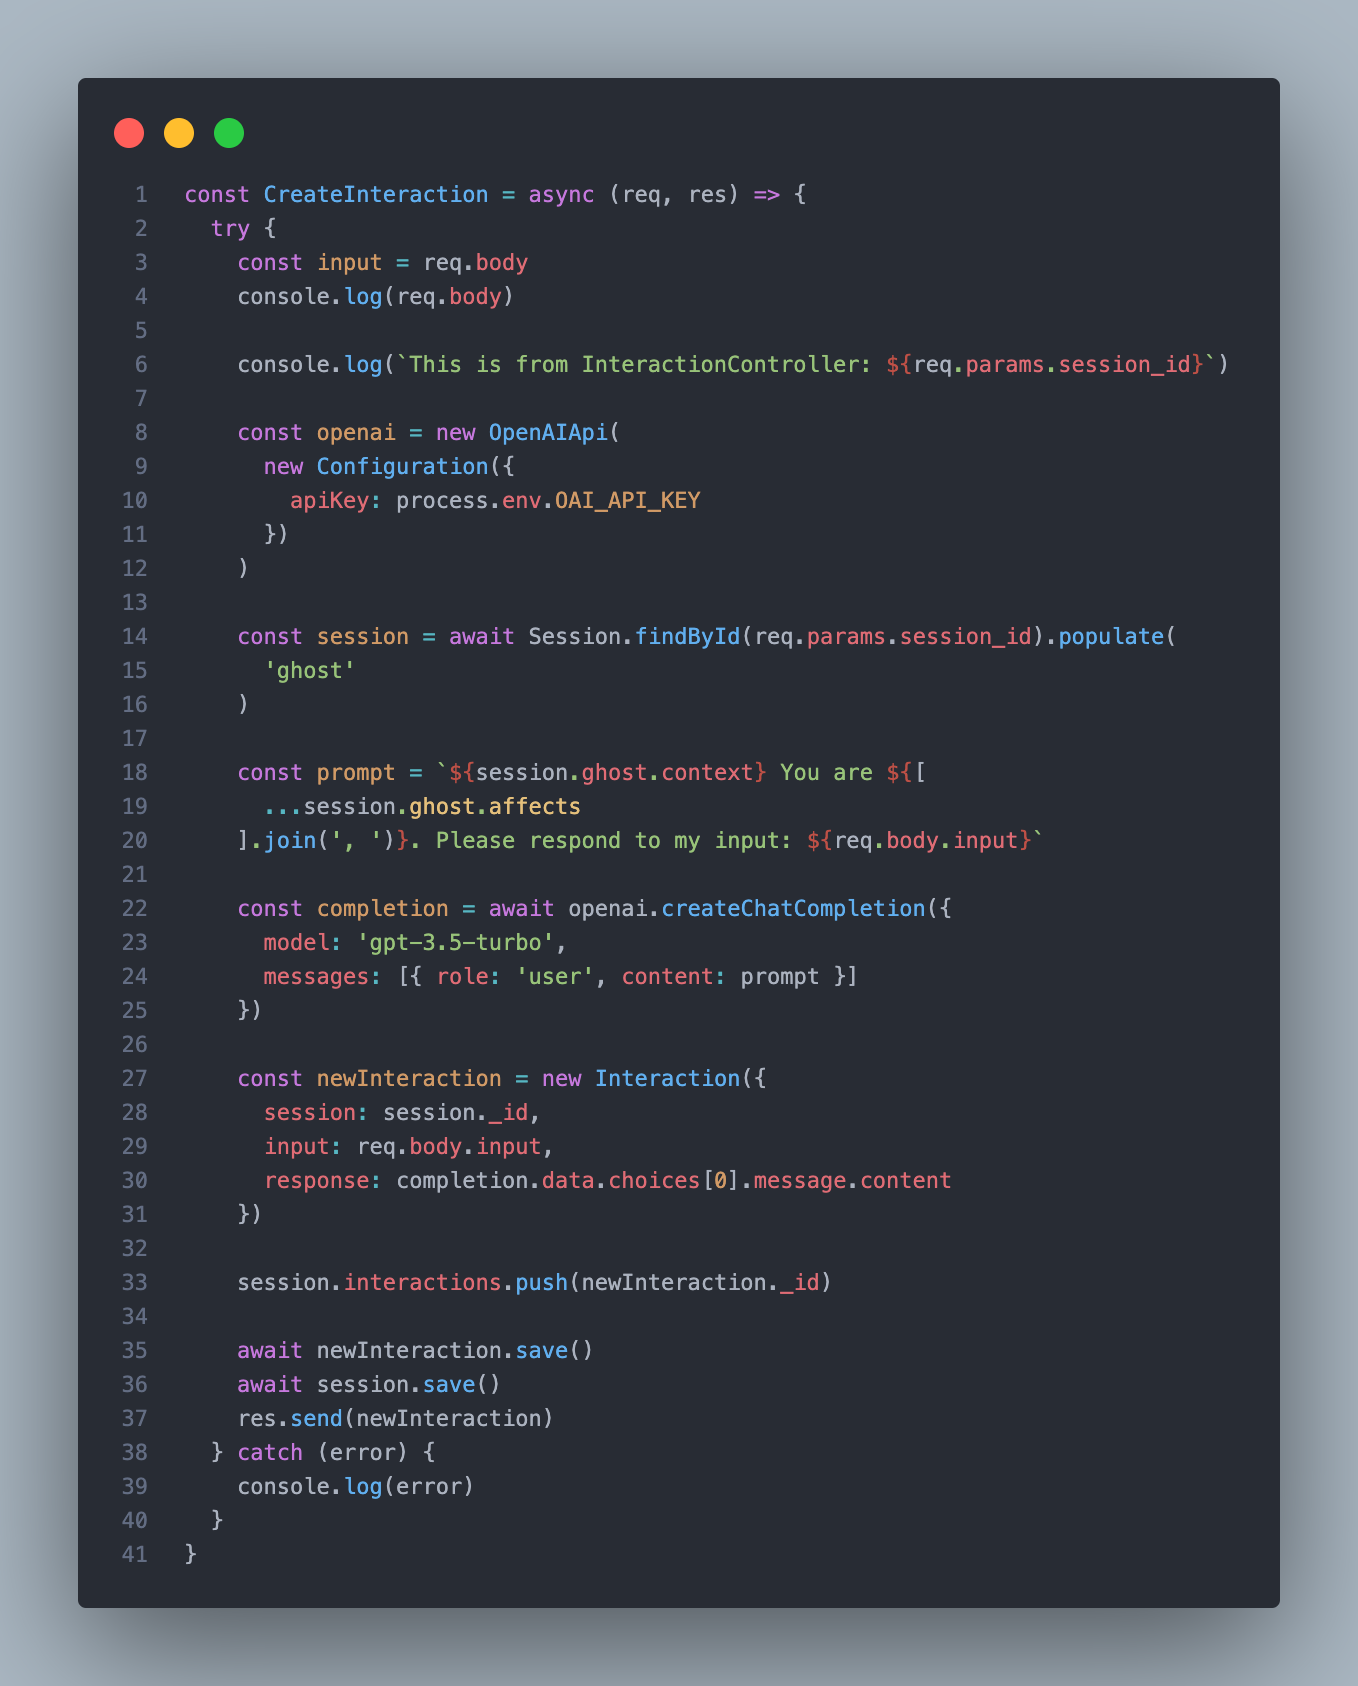 1 const CreateInteraction = async (req, res) => {
2   try {
3     const input = req.body
4     console.log(req.body)
5
6     console.log(`This is from InteractionController: ${req.params.session_id}`)
7
8     const openai = new OpenAIApi(
9       new Configuration({
10         apiKey: process.env.OAI_API_KEY
11       })
12     )
13
14     const session = await Session.findById(req.params.session_id).populate(
15       'ghost'
16     )
17
18     const prompt = `${session.ghost.context} You are ${[
19       ...session.ghost.affects
20     ].join(', ')}. Please respond to my input: ${req.body.input}`
21
22     const completion = await openai.createChatCompletion({
23       model: 'gpt-3.5-turbo',
24       messages: [{ role: 'user', content: prompt }]
25     })
26
27     const newInteraction = new Interaction({
28       session: session._id,
29       input: req.body.input,
30       response: completion.data.choices[0].message.content
31     })
32
33     session.interactions.push(newInteraction._id)
34
35     await newInteraction.save()
36     await session.save()
37     res.send(newInteraction)
38   } catch (error) {
39     console.log(error)
40   }
41 }